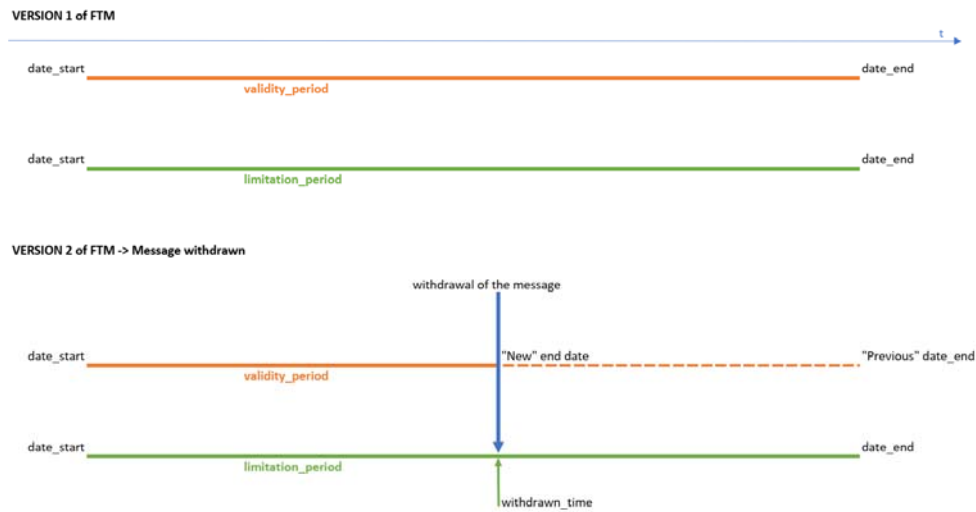 VERSION 1 of FTM
t
date_start
date_end
validity_period
date_start
date_end
limitation_period
VERSION 2 of FTM -> Message withdrawn
withdrawal of the message
date_start
"New" end date
"Previous" date_end
validity_period
date_start
date_end
limitation_period
withdrawn_time